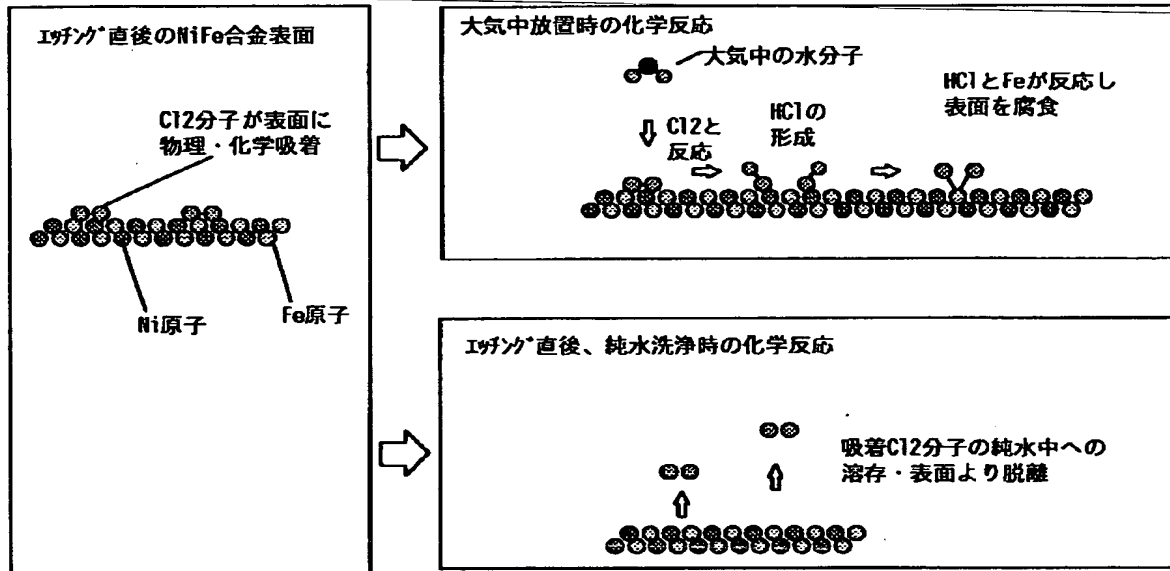 エッチング直後のNiFe合金表面
Cl2分子が表面に
物理・化学吸着
Ni原子
Fe原子
大気中放置時の化学反応
大気中の水分子
Cl2と
反応
HClの
形成
HClとFeが反応し
表面を腐食
エッチング直後、純水洗浄時の化学反応
吸着Cl2分子の純水中への
溶存・表面より脱離